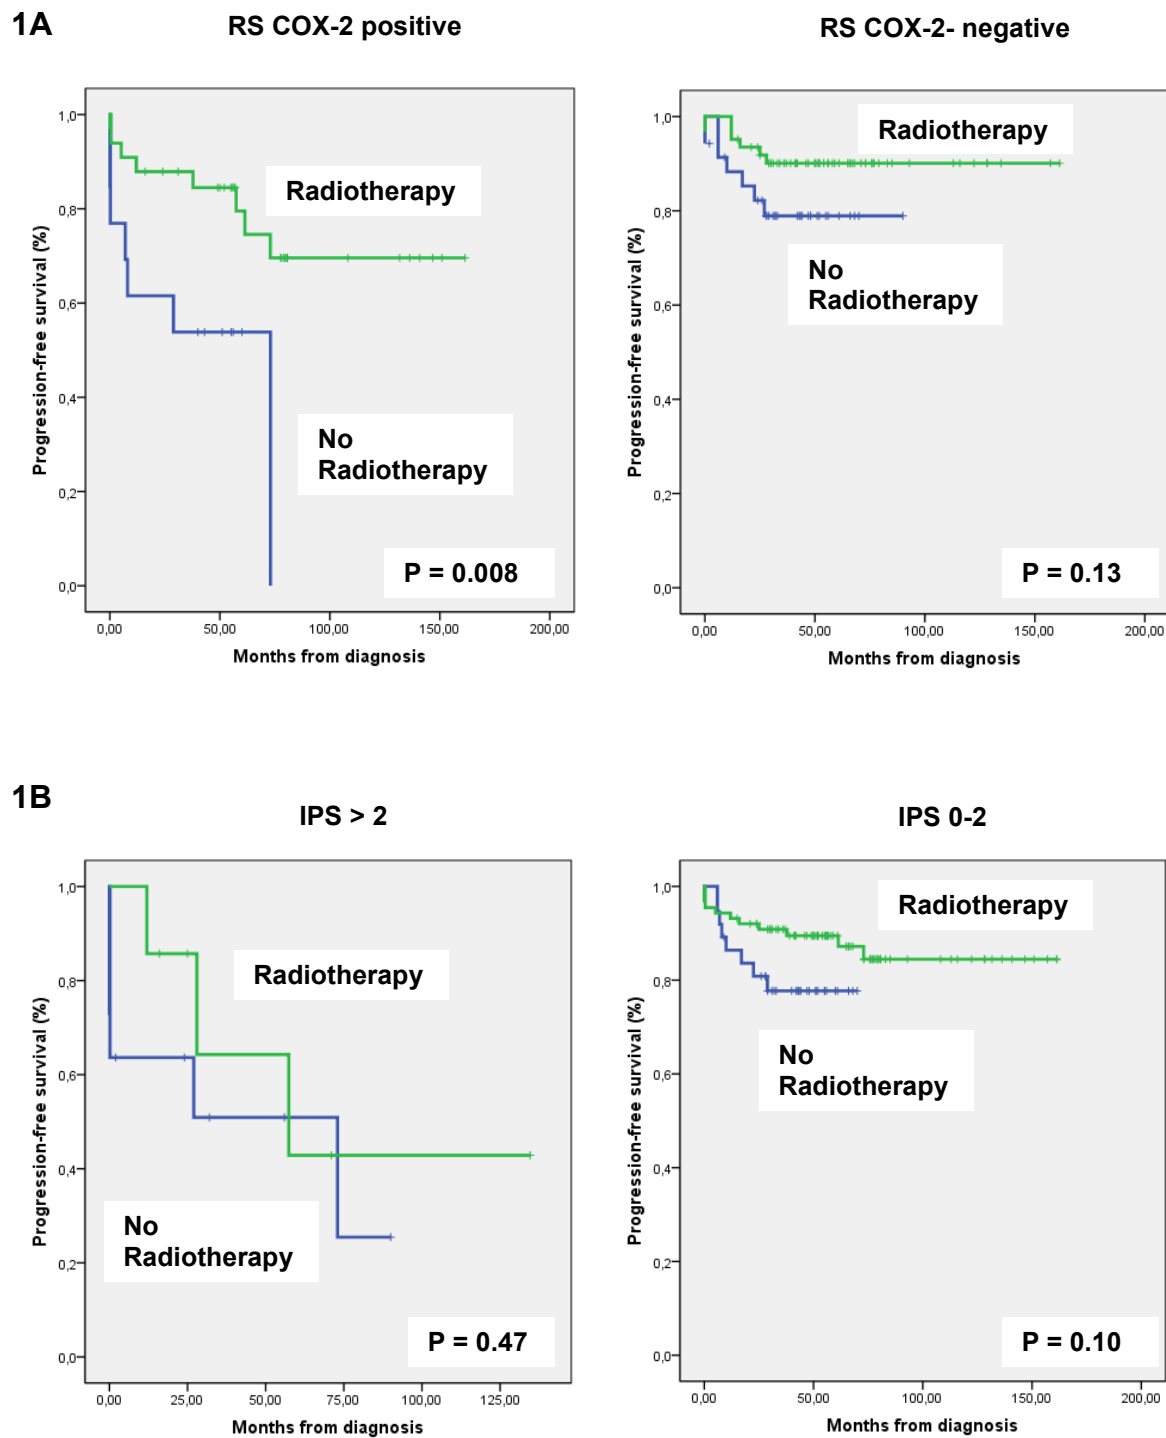 1A
RS COX-2 positive
RS COX-2- negative
Progression-free survival (%)
1,0
0,8
0,6
0,4
0,2
0,0
Radiotherapy
No
Radiotherapy
P = 0.008
0,00 50,00 100,00 150,00 200,00
Months from diagnosis
Progression-free survival (%)
1,0
0,8
0,6
0,4
0,2
0,0
Radiotherapy
No
Radiotherapy
P = 0.13
0,00 50,00 100,00 150,00 200,00
Months from diagnosis
1B
IPS > 2
IPS 0-2
Progression-free survival (%)
1,0
0,8
0,6
0,4
0,2
0,0
Radiotherapy
No
Radiotherapy
P = 0.47
0,00 25,00 50,00 75,00 100,00 125,00
Months from diagnosis
Progression-free survival (%)
1,0
0,8
0,6
0,4
0,2
0,0
Radiotherapy
No
Radiotherapy
P = 0.10
0,00 50,00 100,00 150,00 200,00
Months from diagnosis